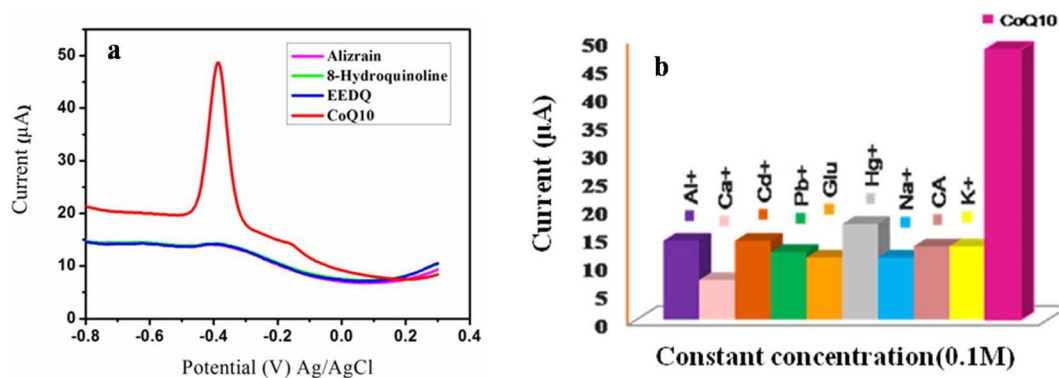 a
Alizrain
8-Hydroquinoline
EEDQ
CoQ10
Current (µA)
50
40
30
20
10
0
-0.8
-0.6
-0.4
-0.2
0.0
0.2
0.4
Potential (V) Ag/AgCl
b
CoQ10
Current (µA)
50
45
40
35
30
25
20
15
10
5
0
Al+
Ca+
Cd+
Pb+
Glu
Hg+
Na+
CA
K+
Constant concentration(0.1M)